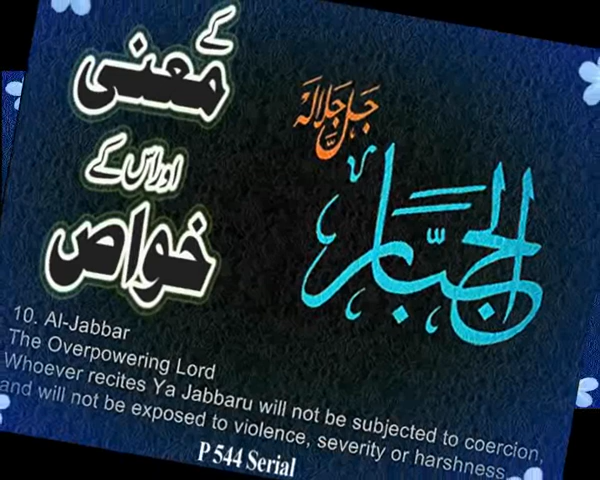 کے
معنی
اور اس کے
خواص
جل جلالہ
الجبار
10. Al-Jabbar
The Overpowering Lord
Whoever recites Ya Jabbaru will not be subjected to coercion,
and will not be exposed to violence, severity or harshness.
P 544 Serial